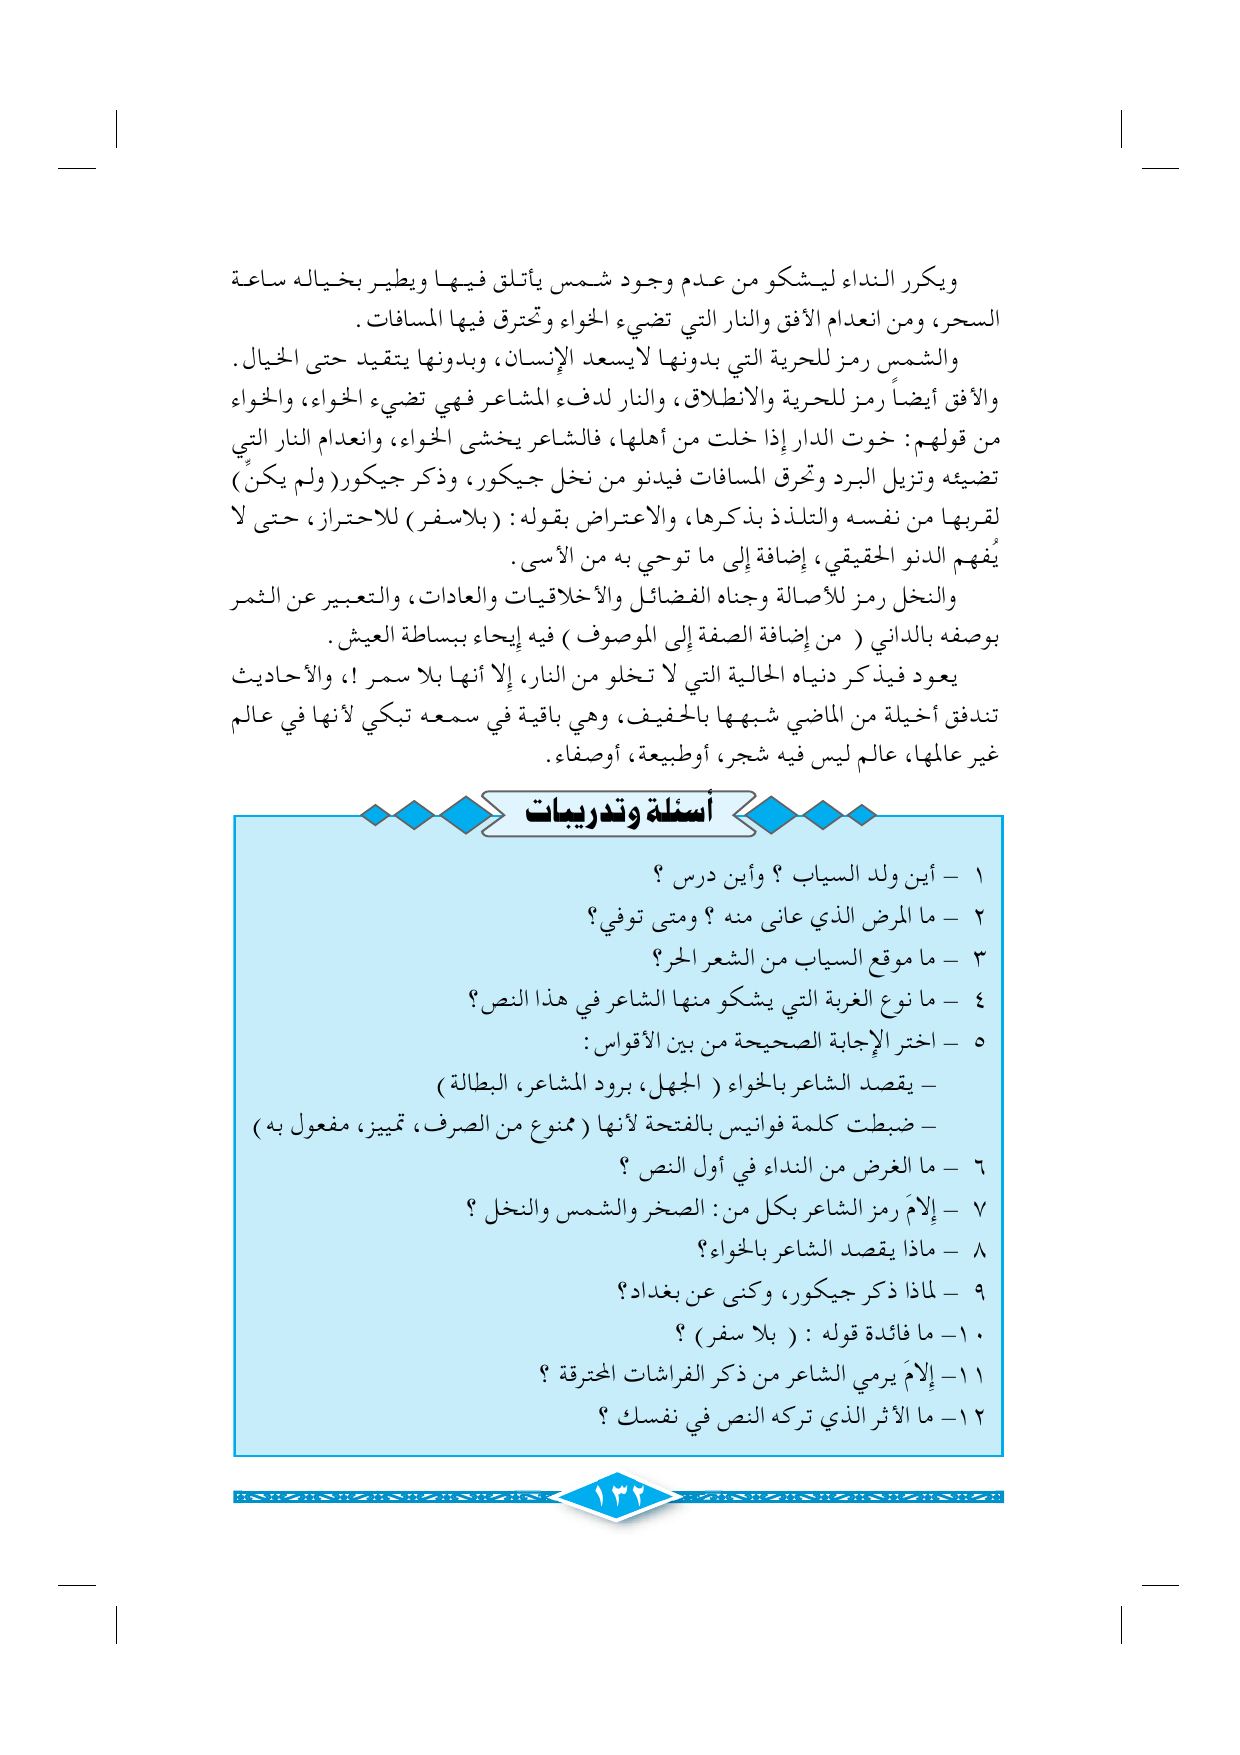 ويكرر النداء ليشكو من عدم وجود شمس يأتلق فيها ويطير بخياله ساعة
السحر، ومن انعدام الأفق والنار التي تضيء الخواء وتحترق فيها المسافات.
والشمس رمز للحرية التي بدونها لايسعد الإنسان، وبدونها يتقيد حتى الخيال.
والأفق أيضاً رمز للحرية والانطلاق، والنار لدفء المشاعر فهي تضيء الخواء، والخواء
من قولهم: خوت الدار إذا خلت من أهلها، فالشاعر يخشى الخواء، وانعدام النار التي
تضيئه وتزيل البرد وتحرق المسافات فيدنو من نخل جيكور، وذكر جيكور( ولم يكنِّ)
لقربها من نفسه والتلذذ بذكرها، والاعتراض بقوله: ( بلاسفر) للاحتراز، حتى لا
يُفهم الدنو الحقيقي، إضافة إلى ما توحي به من الأسى.
والنخل رمز للأصالة وجناه الفضائل والأخلاقيات والعادات، والتعبير عن الثمر
بوصفه بالداني ( من إضافة الصفة إلى الموصوف ) فيه إيحاء ببساطة العيش.
يعود فيذكر دنياه الحالية التي لا تخلو من النار، إلا أنها بلا سمر !، والأحاديث
تندفق أخيلة من الماضي شبهها بالحفيف، وهي باقية في سمعه تبكي لأنها في عالم
غير عالمها، عالم ليس فيه شجر، أوطبيعة، أوصفاء.
أسئلة وتدريبات
١ – أين ولد السياب ؟ وأين درس ؟
٢ – ما المرض الذي عانى منه ؟ ومتى توفي؟
٣ – ما موقع السياب من الشعر الحر؟
٤ – ما نوع الغربة التي يشكو منها الشاعر في هذا النص؟
٥ – اختر الإجابة الصحيحة من بين الأقواس:
– يقصد الشاعر بالخواء ( الجهل، برود المشاعر، البطالة )
– ضبطت كلمة فوانيس بالفتحة لأنها ( ممنوع من الصرف، تمييز، مفعول به )
٦ – ما الغرض من النداء في أول النص ؟
٧ – إلامَ رمز الشاعر بكل من: الصخر والشمس والنخل ؟
٨ – ماذا يقصد الشاعر بالخواء؟
٩ – لماذا ذكر جيكور، وكنى عن بغداد؟
١٠– ما فائدة قوله : ( بلا سفر ) ؟
١١– إلامَ يرمي الشاعر من ذكر الفراشات المحترقة ؟
١٢– ما الأثر الذي تركه النص في نفسك ؟
١٣٢